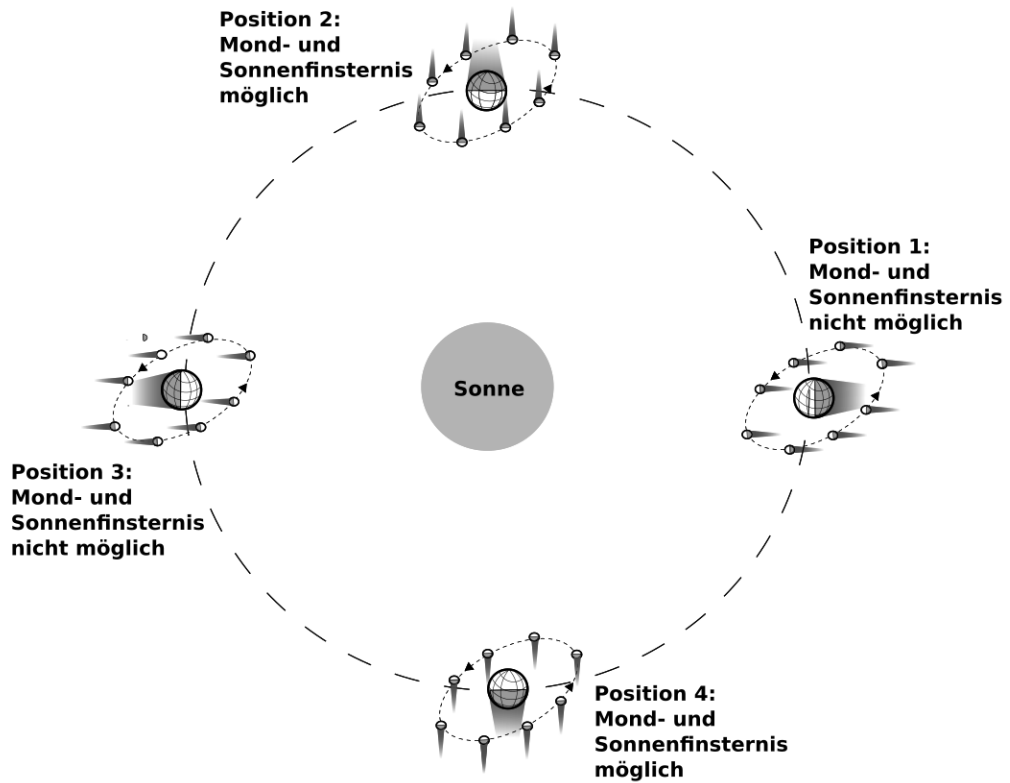 Position 2:
Mond- und
Sonnenfinsternis
möglich
Position 1:
Mond- und
Sonnenfinsternis
nicht möglich
Sonne
Position 3:
Mond- und
Sonnenfinsternis
nicht möglich
Position 4:
Mond- und
Sonnenfinsternis
möglich